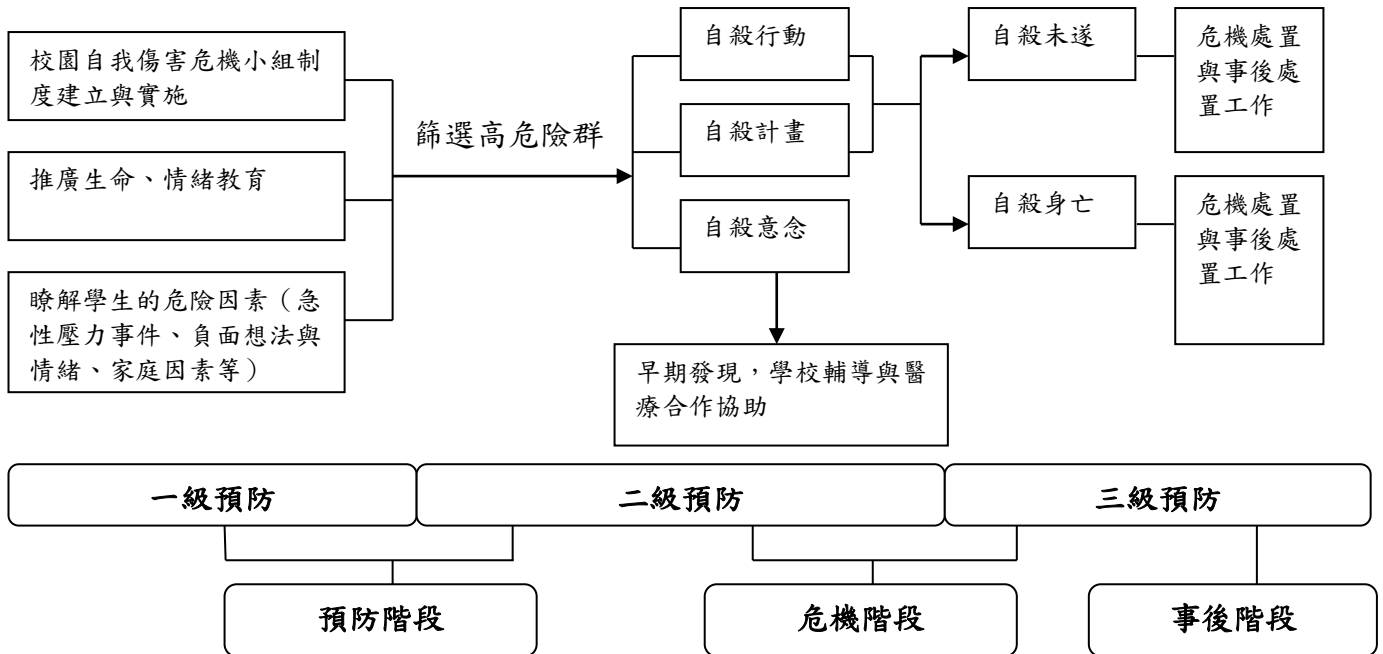 校園自我傷害危機小組制
度建立與實施
推廣生命、情緒教育
瞭解學生的危險因素（急
性壓力事件、負面想法與
情緒、家庭因素等）
篩選高危險群
自殺行動
自殺計畫
自殺意念
早期發現，學校輔導與醫
療合作協助
自殺未遂
自殺身亡
危機處置
與事後處
置工作
危機處置
與事後處
置工作
一級預防
二級預防
三級預防
預防階段
危機階段
事後階段